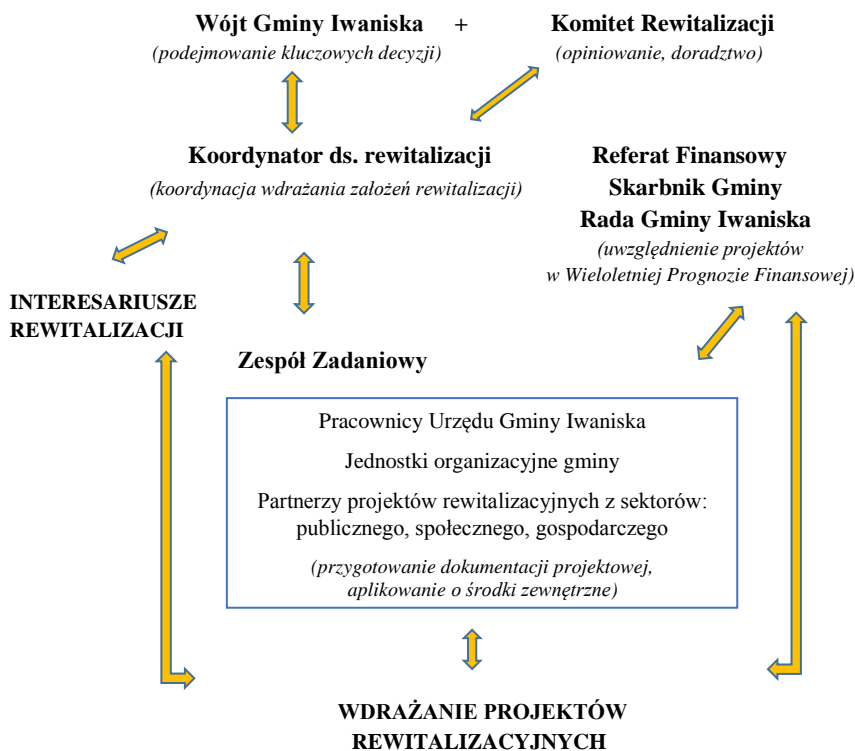 Wójt Gminy Iwaniska + Komitet Rewitalizacji
(podejmowanie kluczowych decyzji) (opiniowanie, doradztwo)
Koordynator ds. rewitalizacji
(koordynacja wdrażania założeń rewitalizacji)
Referat Finansowy
Skarbnik Gminy
Rada Gminy Iwaniska
(uwzględnienie projektów
w Wieloletniej Prognozie Finansowej)
INTERESARIUSZE
REWITALIZACJI
Zespół Zadaniowy
Pracownicy Urzędu Gminy Iwaniska
Jednostki organizacyjne gminy
Partnerzy projektów rewitalizacyjnych z sektorów:
publicznego, społecznego, gospodarczego
(przygotowanie dokumentacji projektowej,
aplikowanie o środki zewnętrzne)
WDRAŻANIE PROJEKTÓW
REWITALIZACYJNYCH